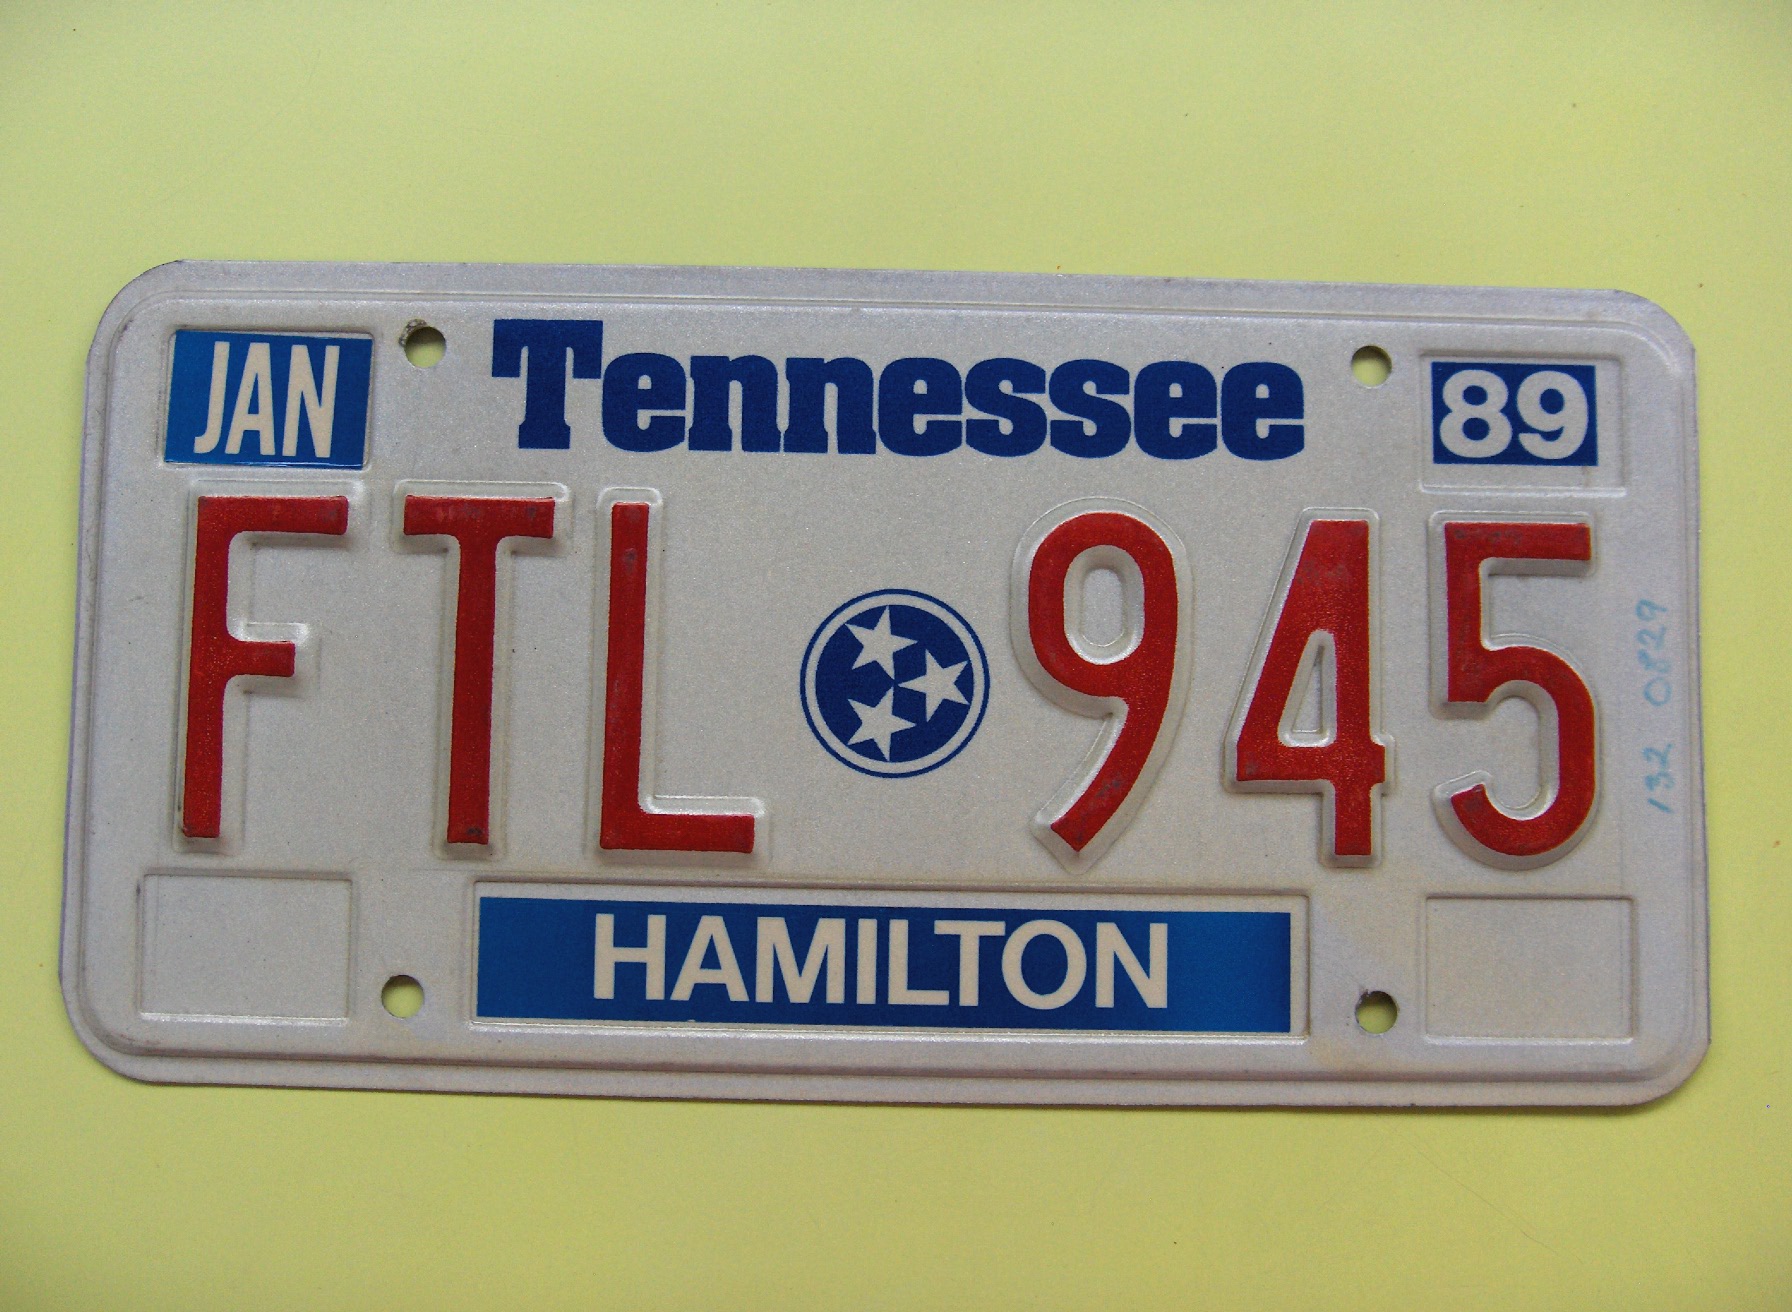 JAN Tennessee 89
FTL 945
HAMILTON
132 0829